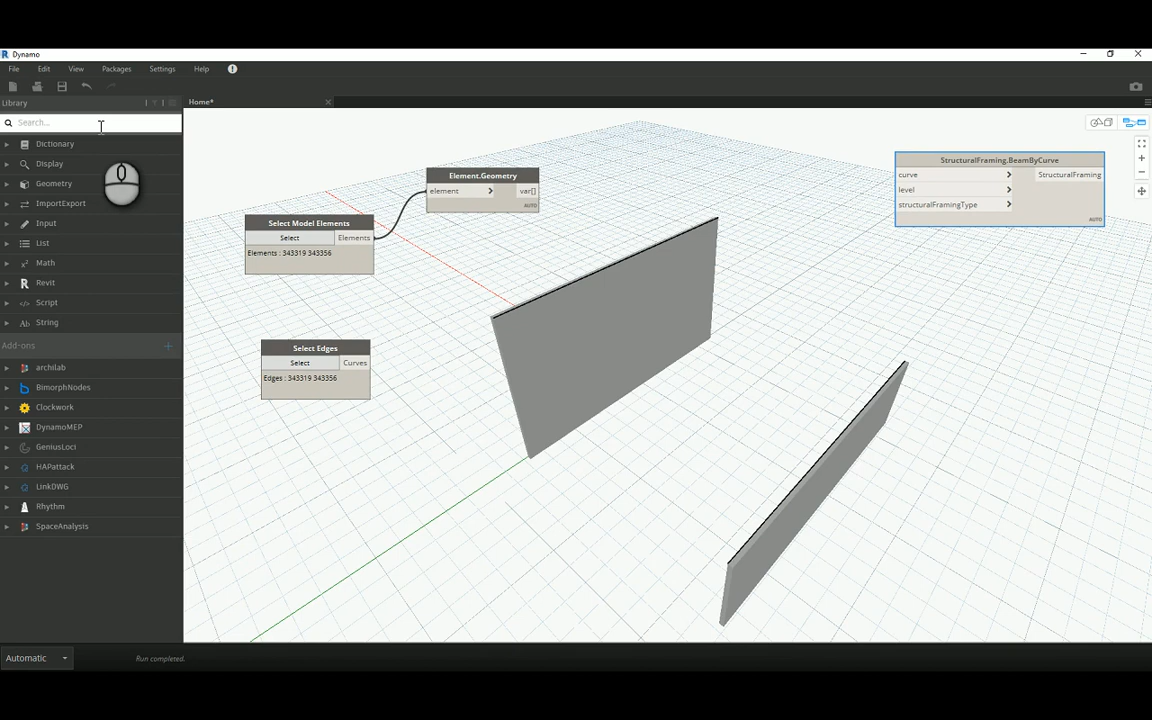 Dynamo
File Edit View Packages Settings Help
Library
Home*
Search...
Dictionary
Display
Geometry
ImportExport
Input
List
Math
Revit
Script
String
Add-ons
archilab
BimorphNodes
Clockwork
DynamoMEP
GeniusLoci
HAPattack
LinkDWG
Rhythm
SpaceAnalysis
Element.Geometry
element > var[]
AUTO
Select Model Elements
Select Elements
Elements : 343319 343356
Select Edges
Select Curves
Edges : 343319 343356
StructuralFraming.BeamByCurve
curve > StructuralFraming
level >
structuralFramingType >
AUTO
Automatic
Run completed.